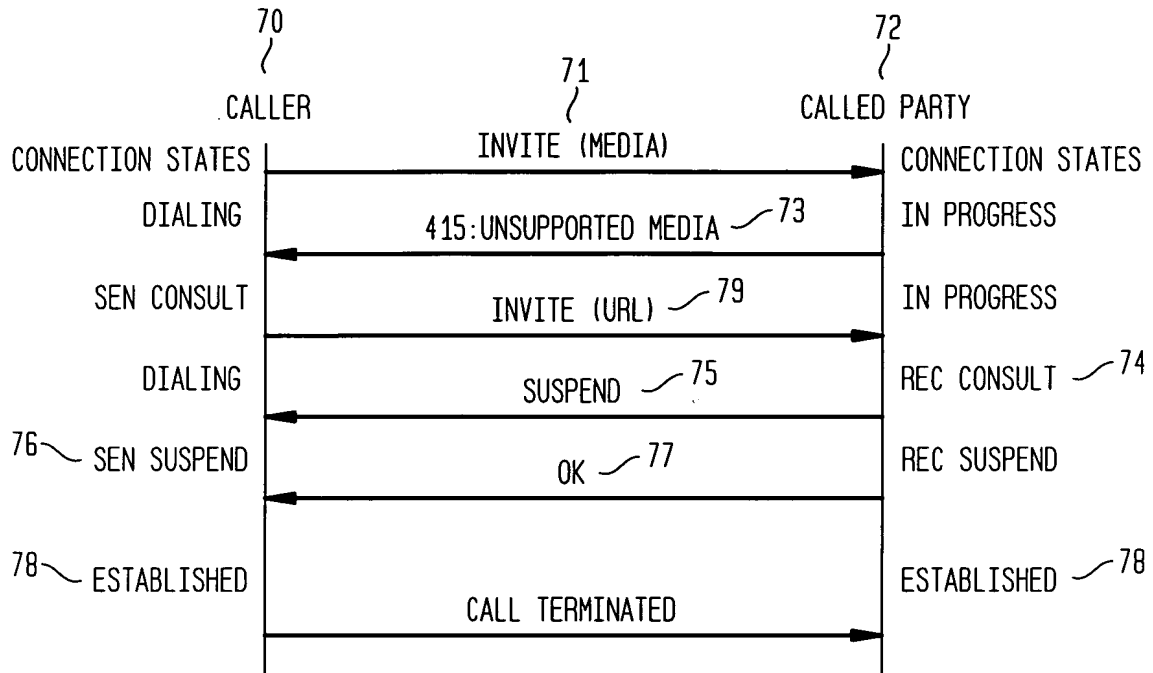 70
72
71
CALLER
CALLED PARTY
INVITE (MEDIA)
CONNECTION STATES
CONNECTION STATES
DIALING
415:UNSUPPORTED MEDIA
73
IN PROGRESS
SEN CONSULT
INVITE (URL)
79
IN PROGRESS
DIALING
SUSPEND
75
REC CONSULT
74
76
SEN SUSPEND
OK
77
REC SUSPEND
78
ESTABLISHED
ESTABLISHED
78
CALL TERMINATED